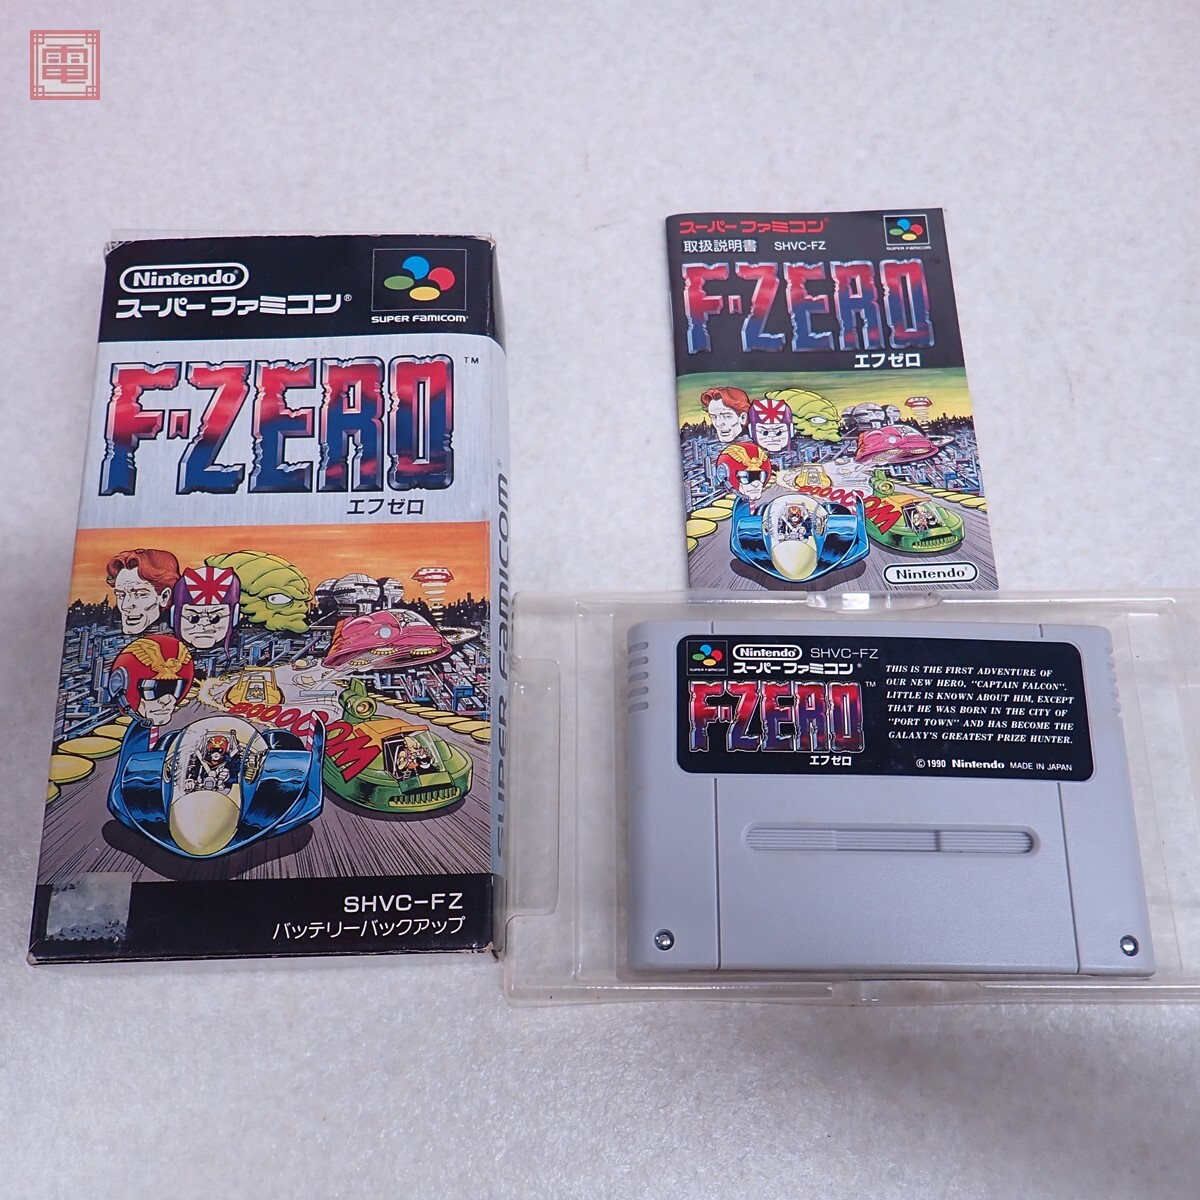 電
Nintendo
スーパーファミコン®
SUPER FAMICOM®
F-ZERO™
エフゼロ
BOOOOOM
SHVC-FZ
バッテリーバックアップ
SUPER FAMICOM®
スーパーファミコン®
取扱説明書 SHVC-FZ
SUPER FAMICOM
F-ZERO™
エフゼロ
BOOOOOM
Nintendo®
SUPER FAMICOM
Nintendo® SHVC-FZ
スーパーファミコン®
F-ZERO™
エフゼロ
THIS IS THE FIRST ADVENTURE OF
OUR NEW HERO, "CAPTAIN FALCON".
LITTLE IS KNOWN ABOUT HIM, EXCEPT
THAT HE WAS BORN IN THE CITY OF
"PORT TOWN" AND HAS BECOME THE
GALAXY'S GREATEST PRIZE HUNTER.
©1990 Nintendo MADE IN JAPAN